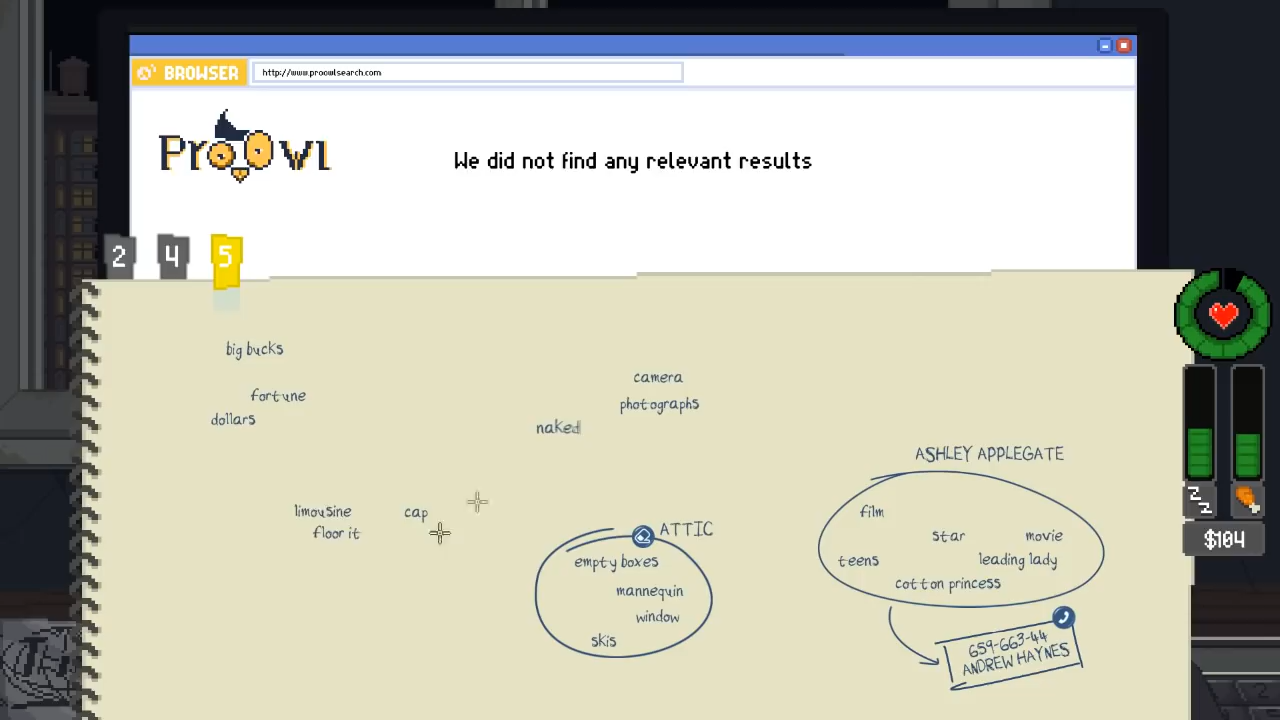 BROWSER
http://www.proowlsearch.com
PrOOwl
We did not find any relevant results
2 4 5
big bucks
fortune
dollars
camera
photographs
naked
limousine
cap
floor it
ATTIC
empty boxes
mannequin
window
skis
ASHLEY APPLEGATE
film
star
movie
teens
leading lady
cotton princess
659-663-44
ANDREW HAYNES
z z
$104